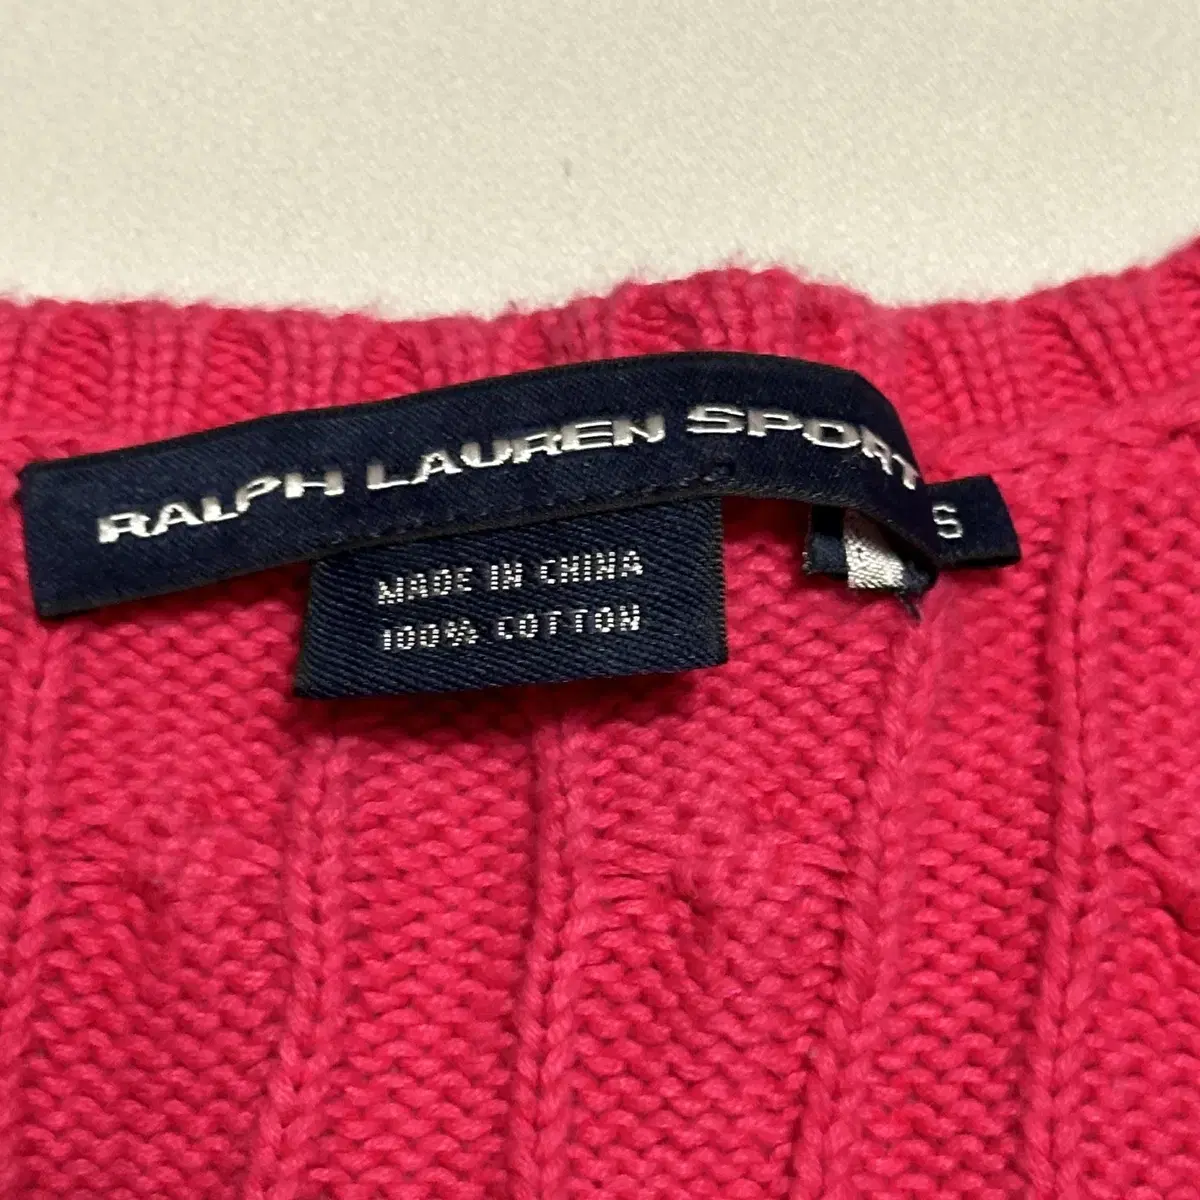 RALPH LAUREN SPORT
S
MADE IN CHINA
100% COTTON